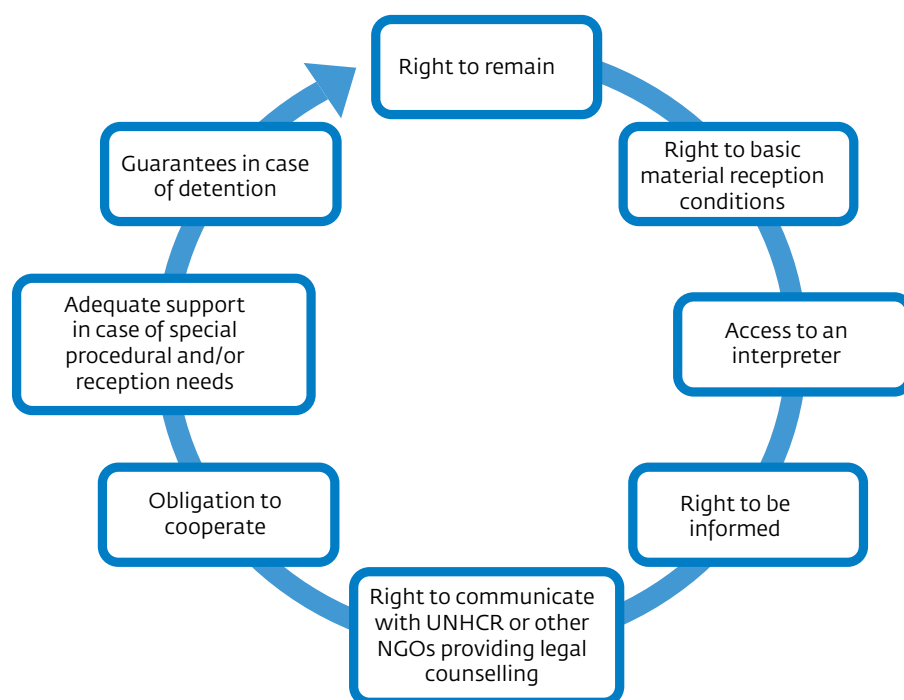 Right to remain
Right to basic
material reception
conditions
Access to an
interpreter
Right to be
informed
Right to communicate
with UNHCR or other
NGOs providing legal
counselling
Obligation to
cooperate
Adequate support
in case of special
procedural and/or
reception needs
Guarantees in case
of detention